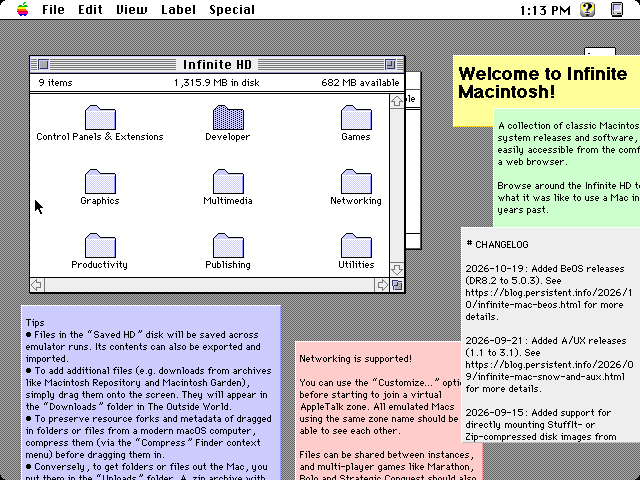 File Edit View Label Special 1:13 PM
Infinite HD
9 items 1,315.9 MB in disk 682 MB available
Control Panels & Extensions Developer Games
Graphics Multimedia Networking
Productivity Publishing Utilities
Welcome to Infinite
Macintosh!
A collection of classic Macintos
system releases and software,
easily accessible from the comf
a web browser.
Browse around the Infinite HD t
what it was like to use a Mac in
years past.
# CHANGELOG
2026-10-19: Added BeOS releases
(DR8.2 to 5.0.3). See
https://blog.persistent.info/2026/1
0/infinite-mac-beos.html for more
details.
2026-09-21: Added A/UX releases
(1.1 to 3.1). See
https://blog.persistent.info/2026/0
9/infinite-mac-snow-and-aux.html
for more details.
2026-09-15: Added support for
directly mounting StuffIt- or
Zip-compressed disk images from
Tips
● Files in the “Saved HD” disk will be saved across
emulator runs. Its contents can also be exported and
imported.
● To add additional files (e.g. downloads from archives
like Macintosh Repository and Macintosh Garden),
simply drag them onto the screen. They will appear in
the “Downloads” folder in The Outside World.
● To preserve resource forks and metadata of dragged
in folders or files from a modern macOS computer,
compress them (via the “Compress” Finder context
menu) before dragging them in.
● Conversely, to get folders or files out the Mac, you
put them in the “Uploads” folder. A .zip archive with
Networking is supported!
You can use the “Customize...” opti
before starting to join a virtual
AppleTalk zone. All emulated Macs
using the same zone name should be
able to see each other.
Files can be shared between instances,
and multi-player games like Marathon,
Bolo and Strategic Conquest should also